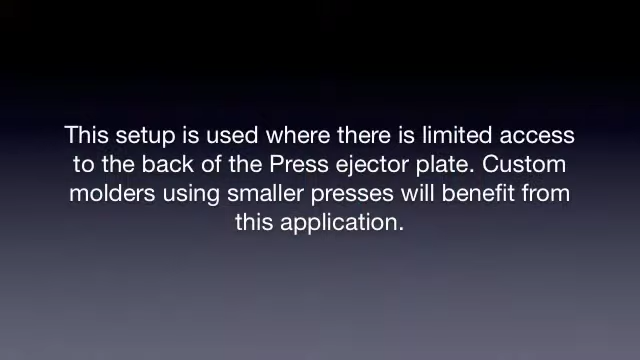 This setup is used where there is limited access
to the back of the Press ejector plate. Custom
molders using smaller presses will benefit from
this application.